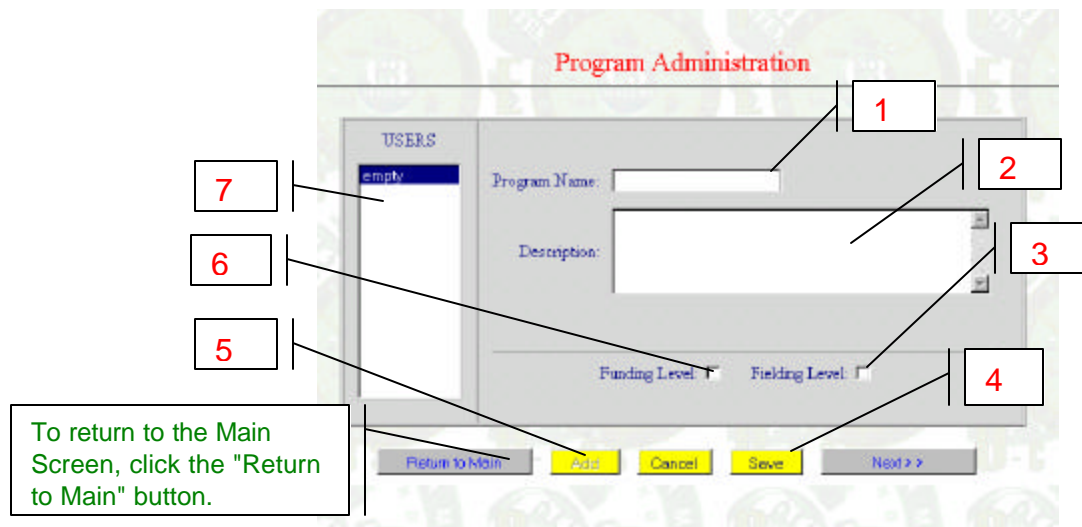 Program Administration
1
USERS
empty
7
Program Name:
2
Description:
6
3
5
Funding Level:
Fielding Level:
4
To return to the Main
Screen, click the "Return
to Main" button.
Return to Main
Add
Cancel
Save
Next > >